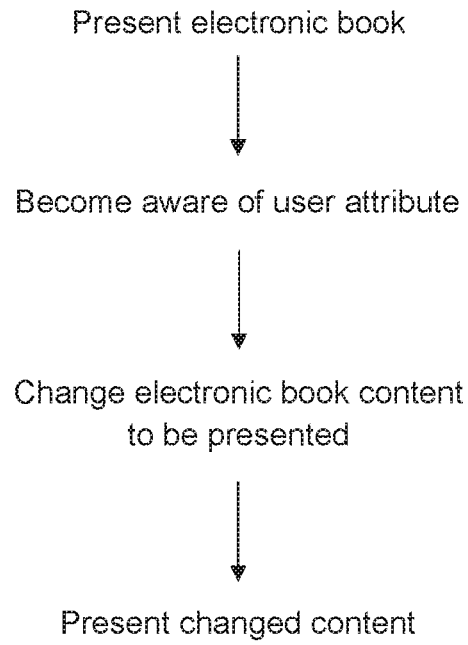 Present electronic book
Become aware of user attribute
Change electronic book content
to be presented
Present changed content